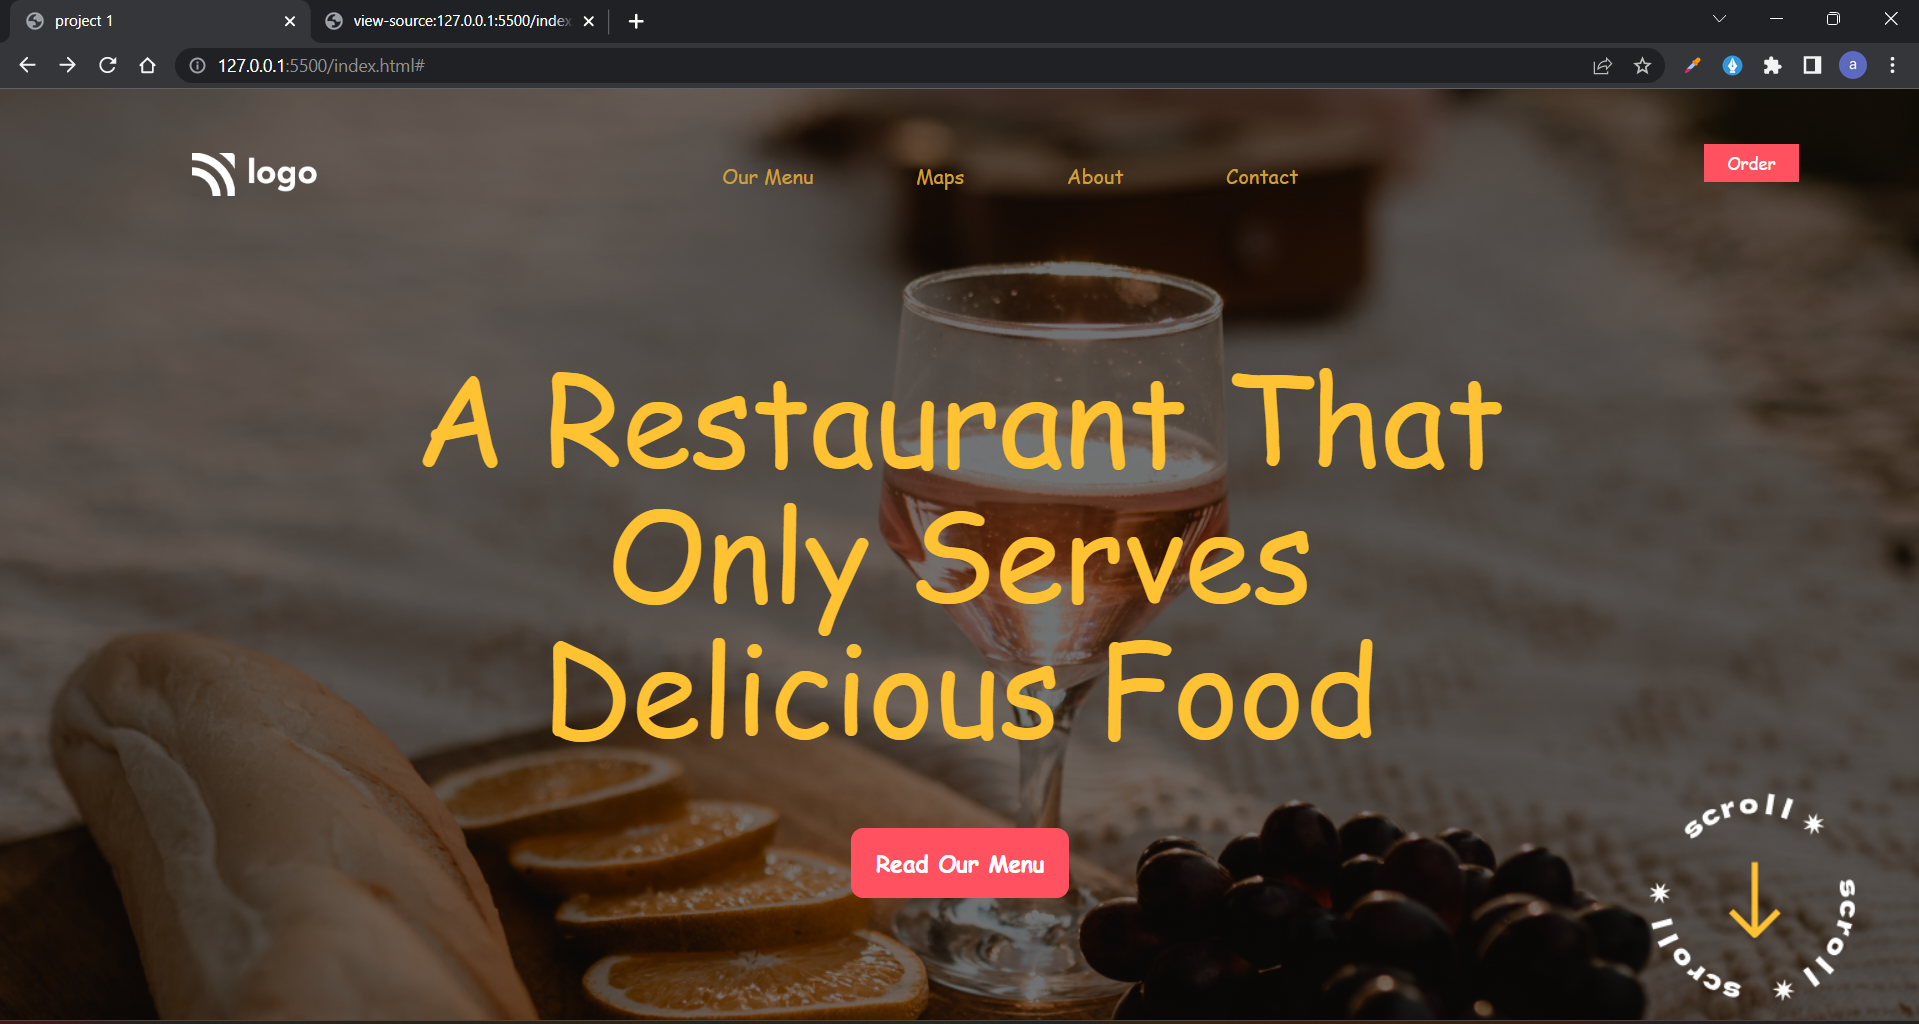 project 1
view-source:127.0.0.1:5500/index
127.0.0.1:5500/index.html#
a
logo
Our Menu
Maps
About
Contact
Order
A Restaurant That
Only Serves
Delicious Food
Read Our Menu
scroll
scroll
scroll